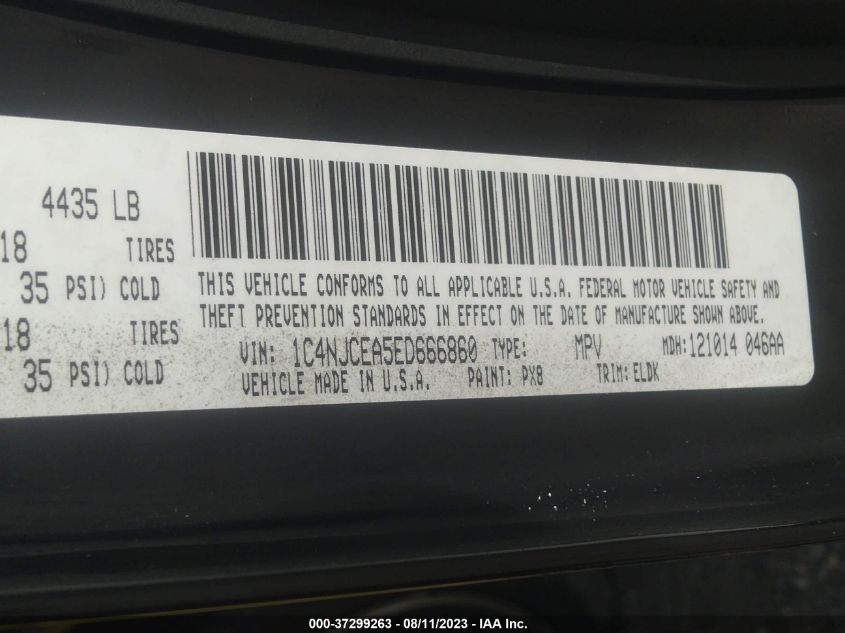 4435 LB
18 TIRES
35 PSI) COLD
18 TIRES
35 PSI) COLD
THIS VEHICLE CONFORMS TO ALL APPLICABLE U.S.A. FEDERAL MOTOR VEHICLE SAFETY AND
THEFT PREVENTION STANDARDS IN EFFECT ON THE DATE OF MANUFACTURE SHOWN ABOVE.
VIN: 1C4NJCEA5ED666860 TYPE: MPV MDH:121014 046AA
VEHICLE MADE IN U.S.A. PAINT: PX8 TRIM:ELDK
000-37299263 - 08/11/2023 - © IAA Inc.